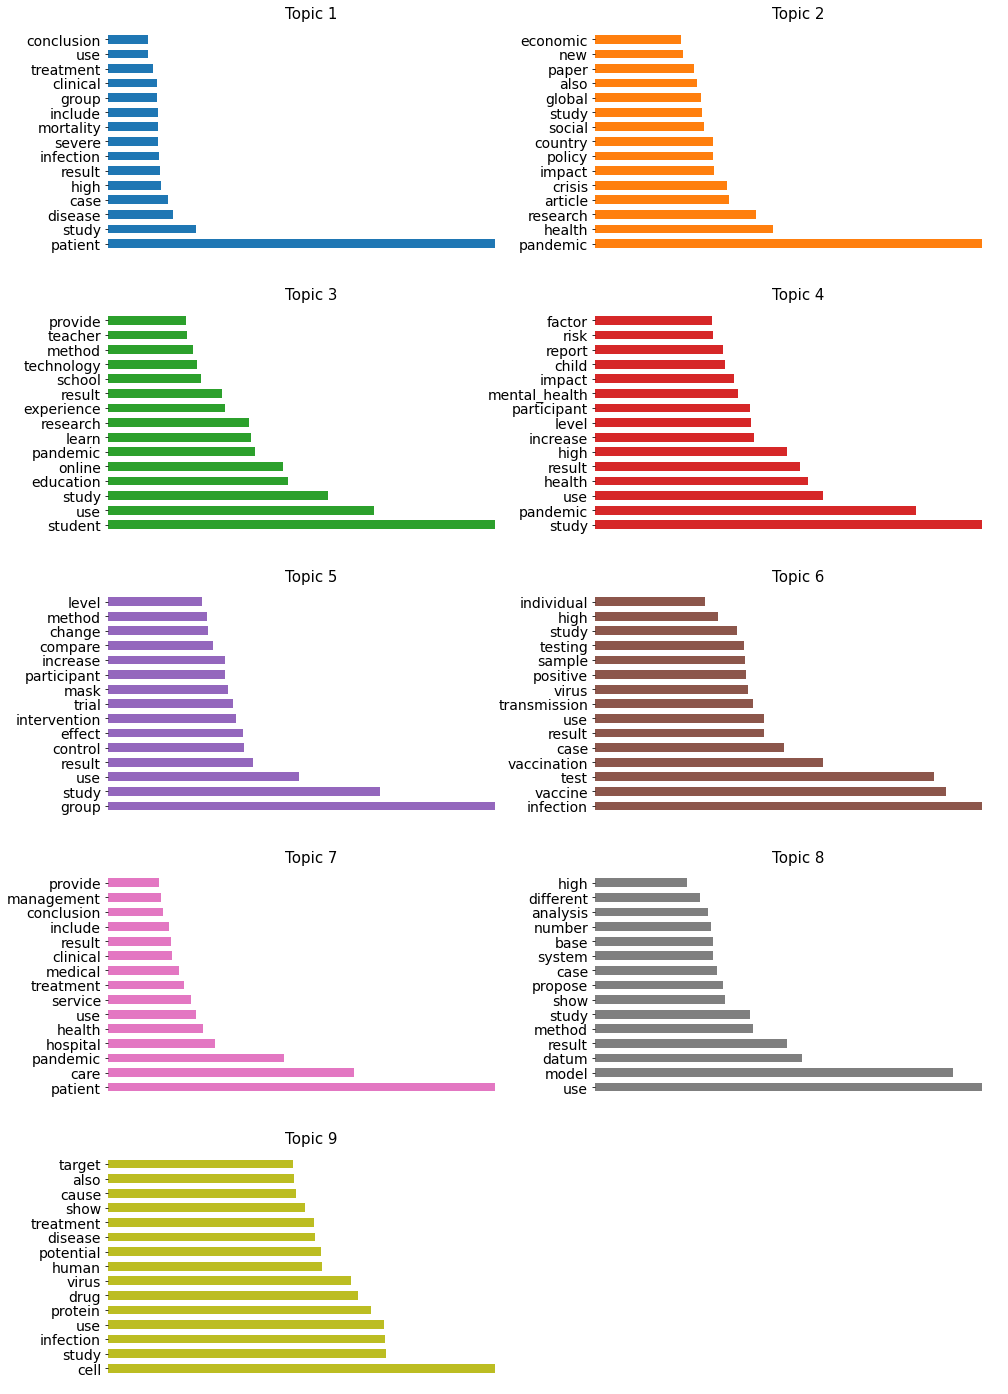 Topic 1
conclusion
use
treatment
clinical
group
include
mortality
severe
infection
result
high
case
disease
study
patient
Topic 2
economic
new
paper
also
global
study
social
country
policy
impact
crisis
article
research
health
pandemic
Topic 3
provide
teacher
method
technology
school
result
experience
research
learn
pandemic
online
education
study
use
student
Topic 4
factor
risk
report
child
impact
mental_health
participant
level
increase
high
result
health
use
pandemic
study
Topic 5
level
method
change
compare
increase
participant
mask
trial
intervention
effect
control
result
use
study
group
Topic 6
individual
high
study
testing
sample
positive
virus
transmission
use
result
case
vaccination
test
vaccine
infection
Topic 7
provide
management
conclusion
include
result
clinical
medical
treatment
service
use
health
hospital
pandemic
care
patient
Topic 8
high
different
analysis
number
base
system
case
propose
show
study
method
result
datum
model
use
Topic 9
target
also
cause
show
treatment
disease
potential
human
virus
drug
protein
use
infection
study
cell